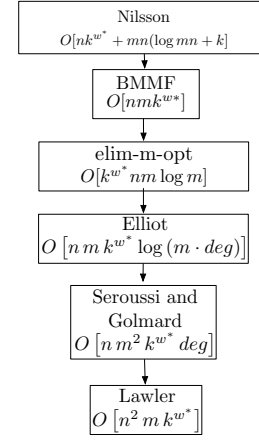 Nilsson
O[nk^{w^*} + mn(log mn + k]
BMMF
O[nmk^{w*}]
elim-m-opt
O[k^{w^*} nm log m]
Elliot
O [n m k^{w^*} log (m · deg)]
Seroussi and
Golmard
O [n m^2 k^{w^*} deg]
Lawler
O [n^2 m k^{w^*}]